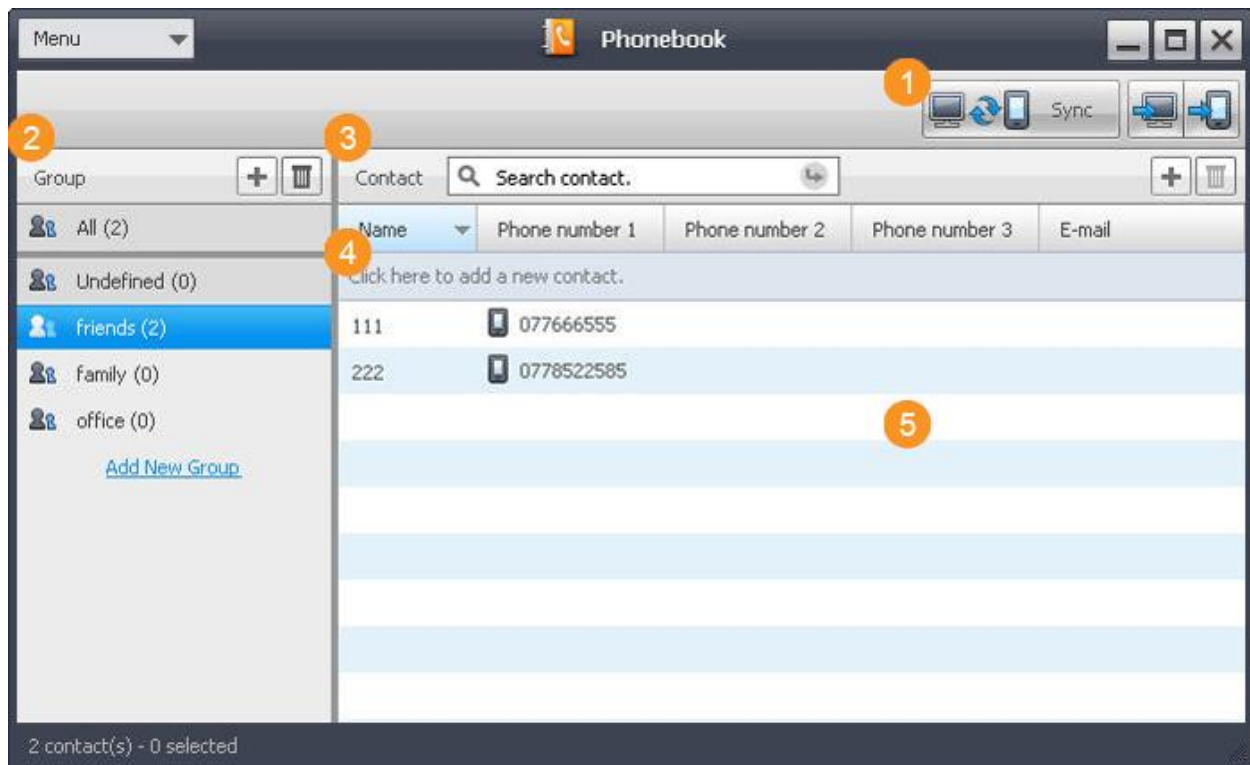 Menu
Phonebook
1
Sync
2
3
Group
Contact
Search contact.
All (2)
Name
Phone number 1
Phone number 2
Phone number 3
E-mail
4
Undefined (0)
Click here to add a new contact.
friends (2)
111
077666555
family (0)
222
0778522585
office (0)
5
Add New Group
2 contact(s) - 0 selected